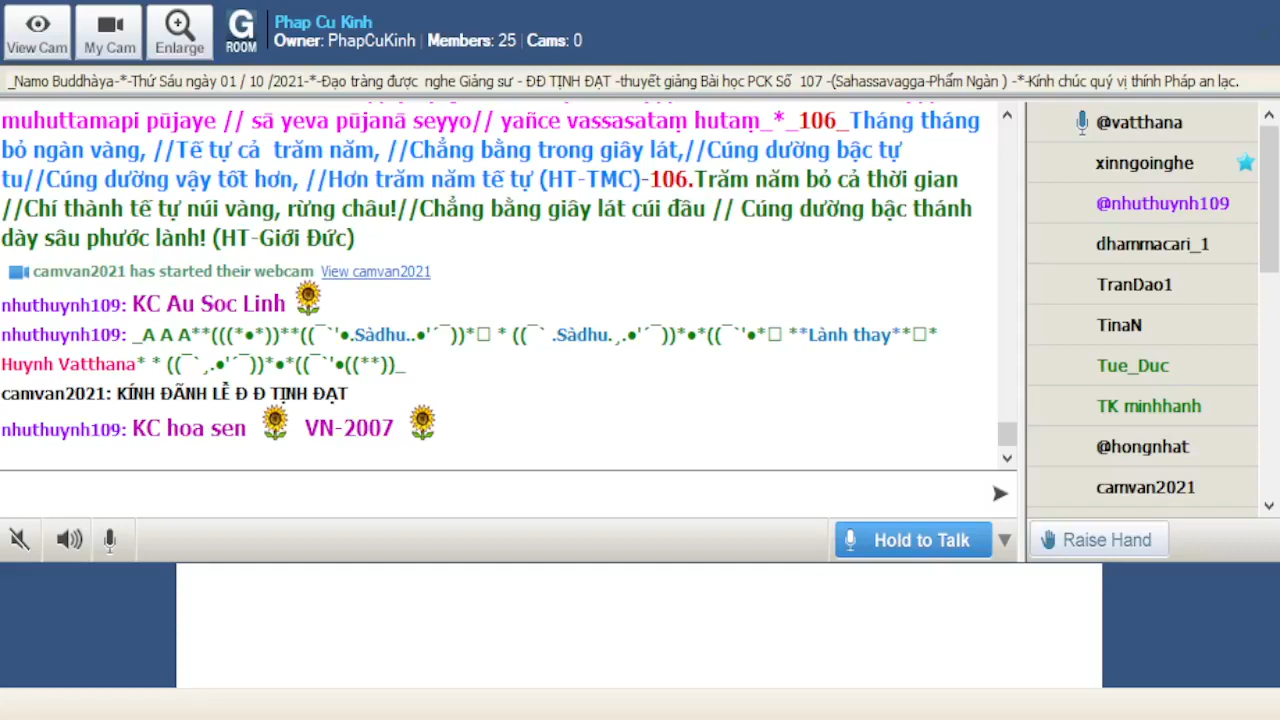 View Cam
My Cam
Enlarge
G
ROOM
Phap Cu Kinh
Owner: PhapCuKinh | Members: 25 | Cams: 0
_Namo Buddhàya-*-Thứ Sáu ngày 01 / 10 /2021-*-Đạo tràng được nghe Giảng sư - ĐĐ TỊNH ĐẠT -thuyết giảng Bài học PCK Số 107 -(Sahassavagga-Phẩm Ngàn ) -*-Kính chúc quý vị thính Pháp an lạc.
muhuttamapi pūjaye // sā yeva pūjanā seyyo// yañce vassasataṃ hutaṃ_*_106_Tháng tháng
bỏ ngàn vàng, //Tế tự cả trăm năm, //Chẳng bằng trong giây lát,//Cúng dường bậc tự
tu//Cúng dường vậy tốt hơn, //Hơn trăm năm tế tự (HT-TMC)-106.Trăm năm bỏ cả thời gian
//Chí thành tế tự núi vàng, rừng châu!//Chẳng bằng giây lát cúi đầu // Cúng dường bậc thánh
dày sâu phước lành! (HT-Giới Đức)
camvan2021 has started their webcam View camvan2021
nhuthuynh109: KC Au Soc Linh
nhuthuynh109: _A A A**(((*•*))**((¯`'•.Sàdhu..•'´¯))*□ * ((¯` .Sàdhu.¸.•'´¯))*•*((¯`'•*□ **Lành thay**□*
Huynh Vatthana* * ((¯`¸.•'´¯))*•*((¯`'•((**))_
camvan2021: KÍNH ĐÃNH LỄ Đ Đ TỊNH ĐẠT
nhuthuynh109: KC hoa sen VN-2007
@vatthana
xinngoinghe
@nhuthuynh109
dhammacari_1
TranDao1
TinaN
Tue_Duc
TK minhhanh
@hongnhat
camvan2021
Hold to Talk
Raise Hand